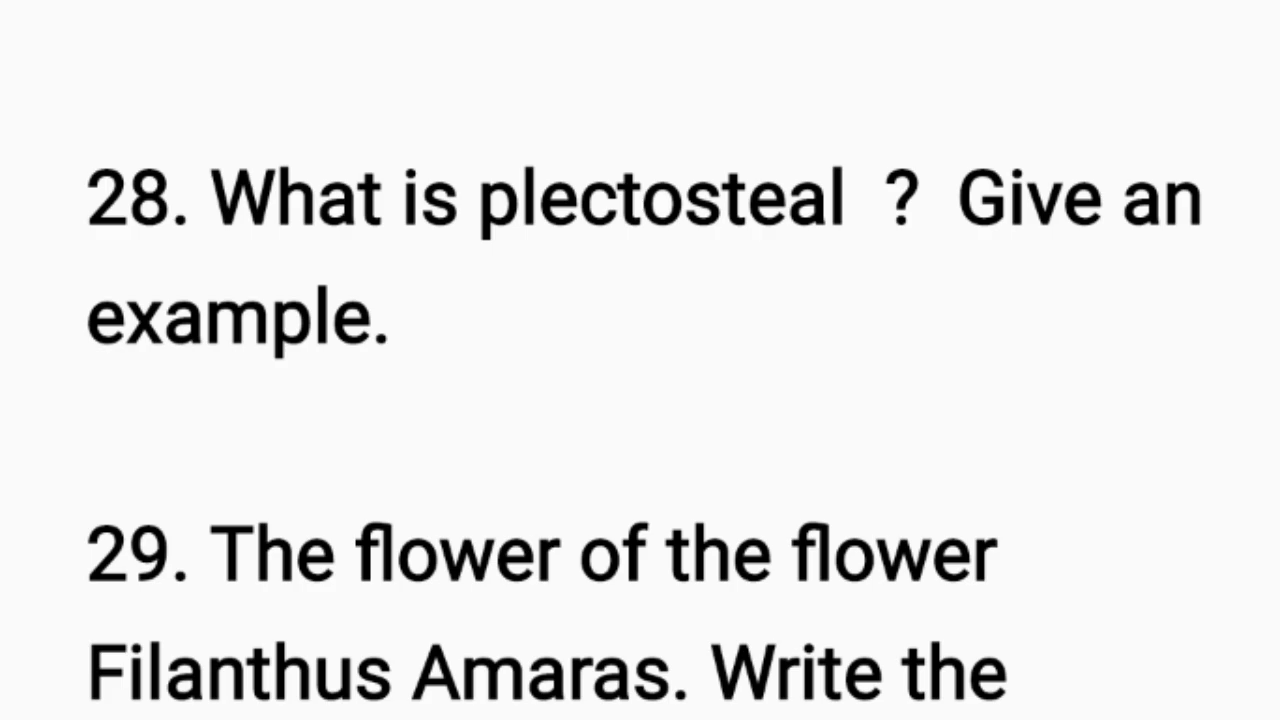 28. What is plectosteal ? Give an
example.
29. The flower of the flower
Filanthus Amaras. Write the